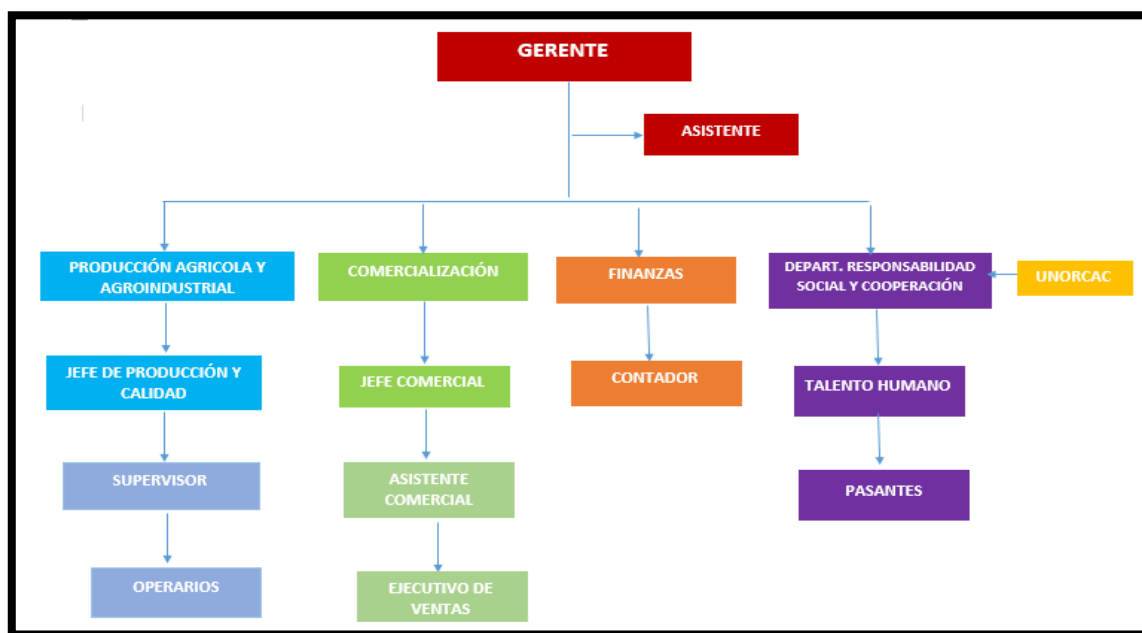 GERENTE
ASISTENTE
PRODUCCIÓN AGRICOLA Y
AGROINDUSTRIAL
COMERCIALIZACIÓN
FINANZAS
DEPART. RESPONSABILIDAD
SOCIAL Y COOPERACIÓN
UNORCAC
JEFE DE PRODUCCIÓN Y
CALIDAD
JEFE COMERCIAL
CONTADOR
TALENTO HUMANO
SUPERVISOR
ASISTENTE
COMERCIAL
PASANTES
OPERARIOS
EJECUTIVO DE
VENTAS